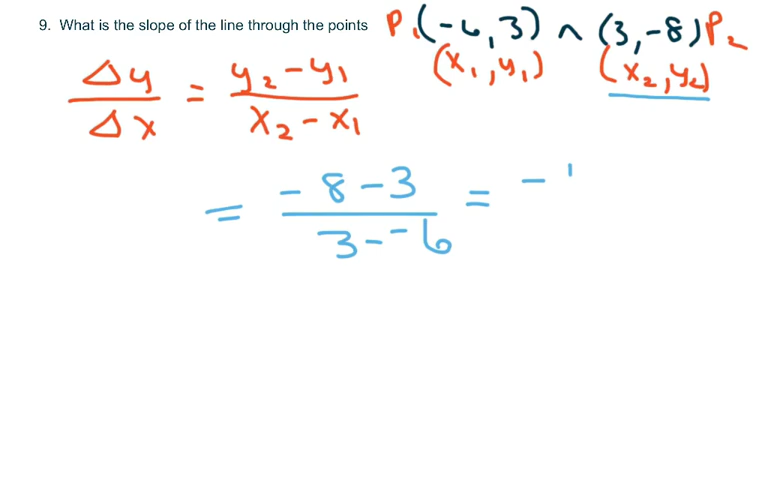 9. What is the slope of the line through the points P₁(-6,3) ^ (3,-8)P₂
(x₁,y₁) (x₂,y₂)
Δy/Δx = y₂-y₁/x₂-x₁
= -8-3/3--6 = -1